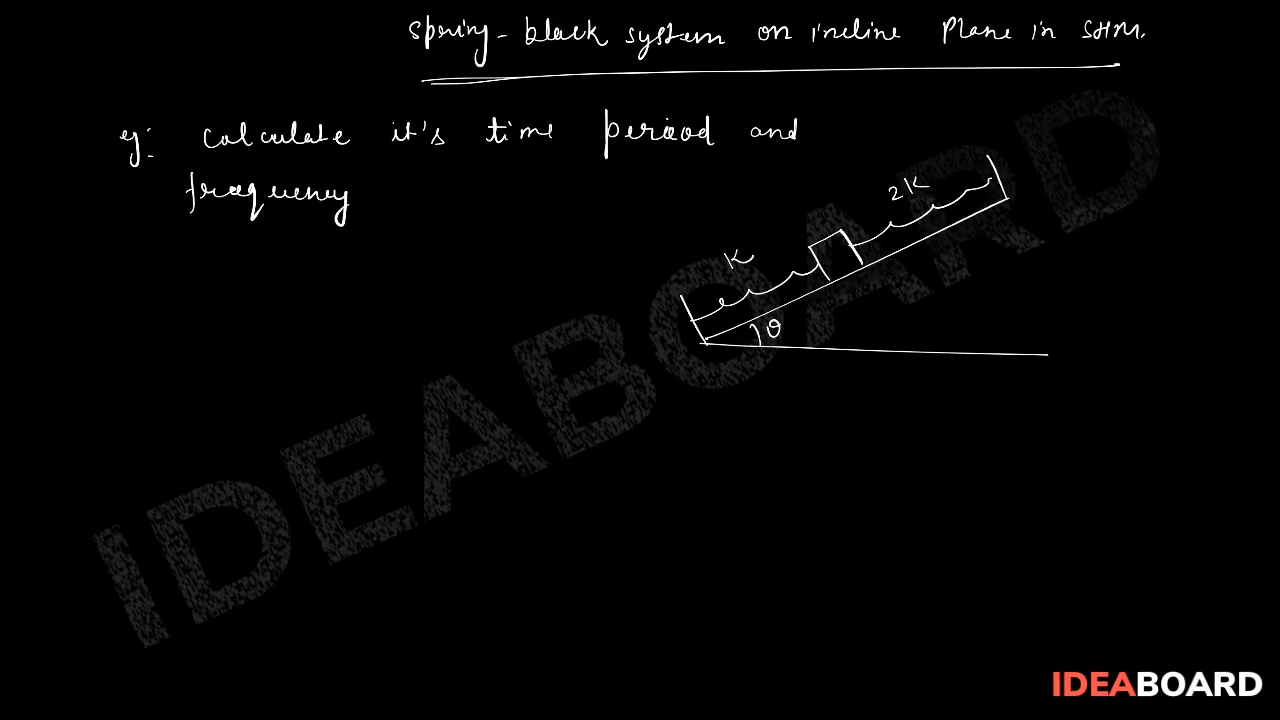 Spring-block system on incline Plane in SHM.
eg: Calculate it's time period and
frequency
2K
K
θ
IDEABOARD
IDEABOARD